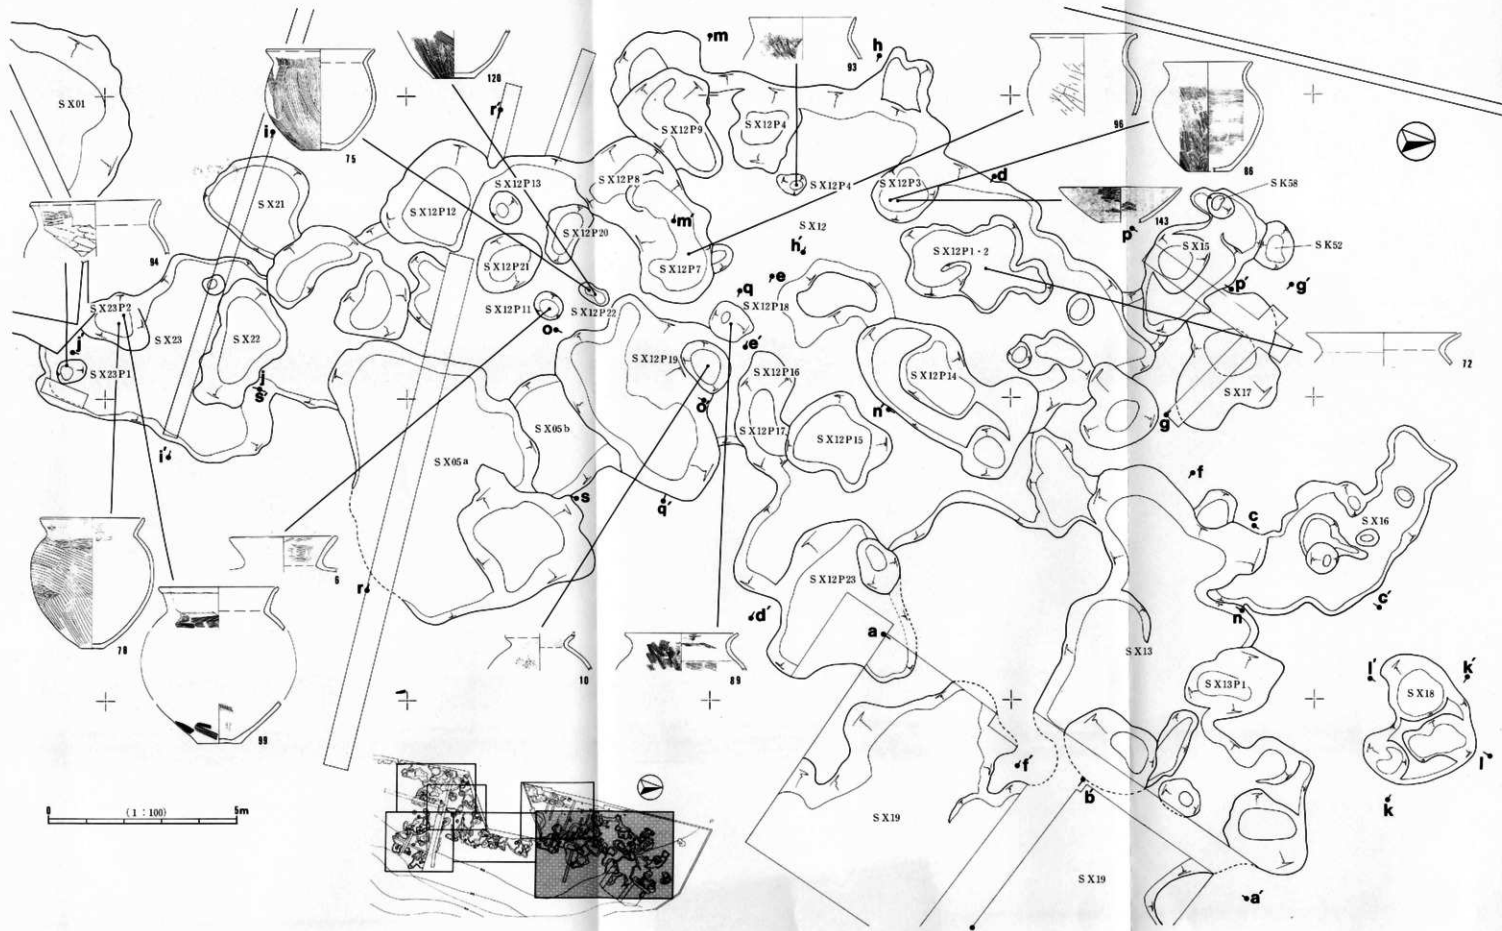 m
h
93
120
SX01
r′
96
i
75
86
SX12P9
SX12P4
SX12P13
SX12P8
SX12P4
SX12P3
d
SK58
SX21
SX12P12
SX12P20
m′
SX12
143
p
94
h′
SX12P1-2
SX15
SK52
SX12P21
SX12P7
e
q
p′
g′
SX23P2
SX23
SX12P11
SX12P22
SX12P18
o
SX22
e′
j′
SX12P19
SX12P16
SX12P14
72
SX23P1
j
s′
SX17
o′
n′
g
SX05b
SX12P17
SX12P15
i′
SX05a
f
s
q′
c
SX16
78
6
SX12P23
r
n
c′
d′
a
SX13
10
89
SX13P1
l′
k′
SX18
99
f′
l
b′
k
0
(1:100)
5m
SX19
SX19
a′